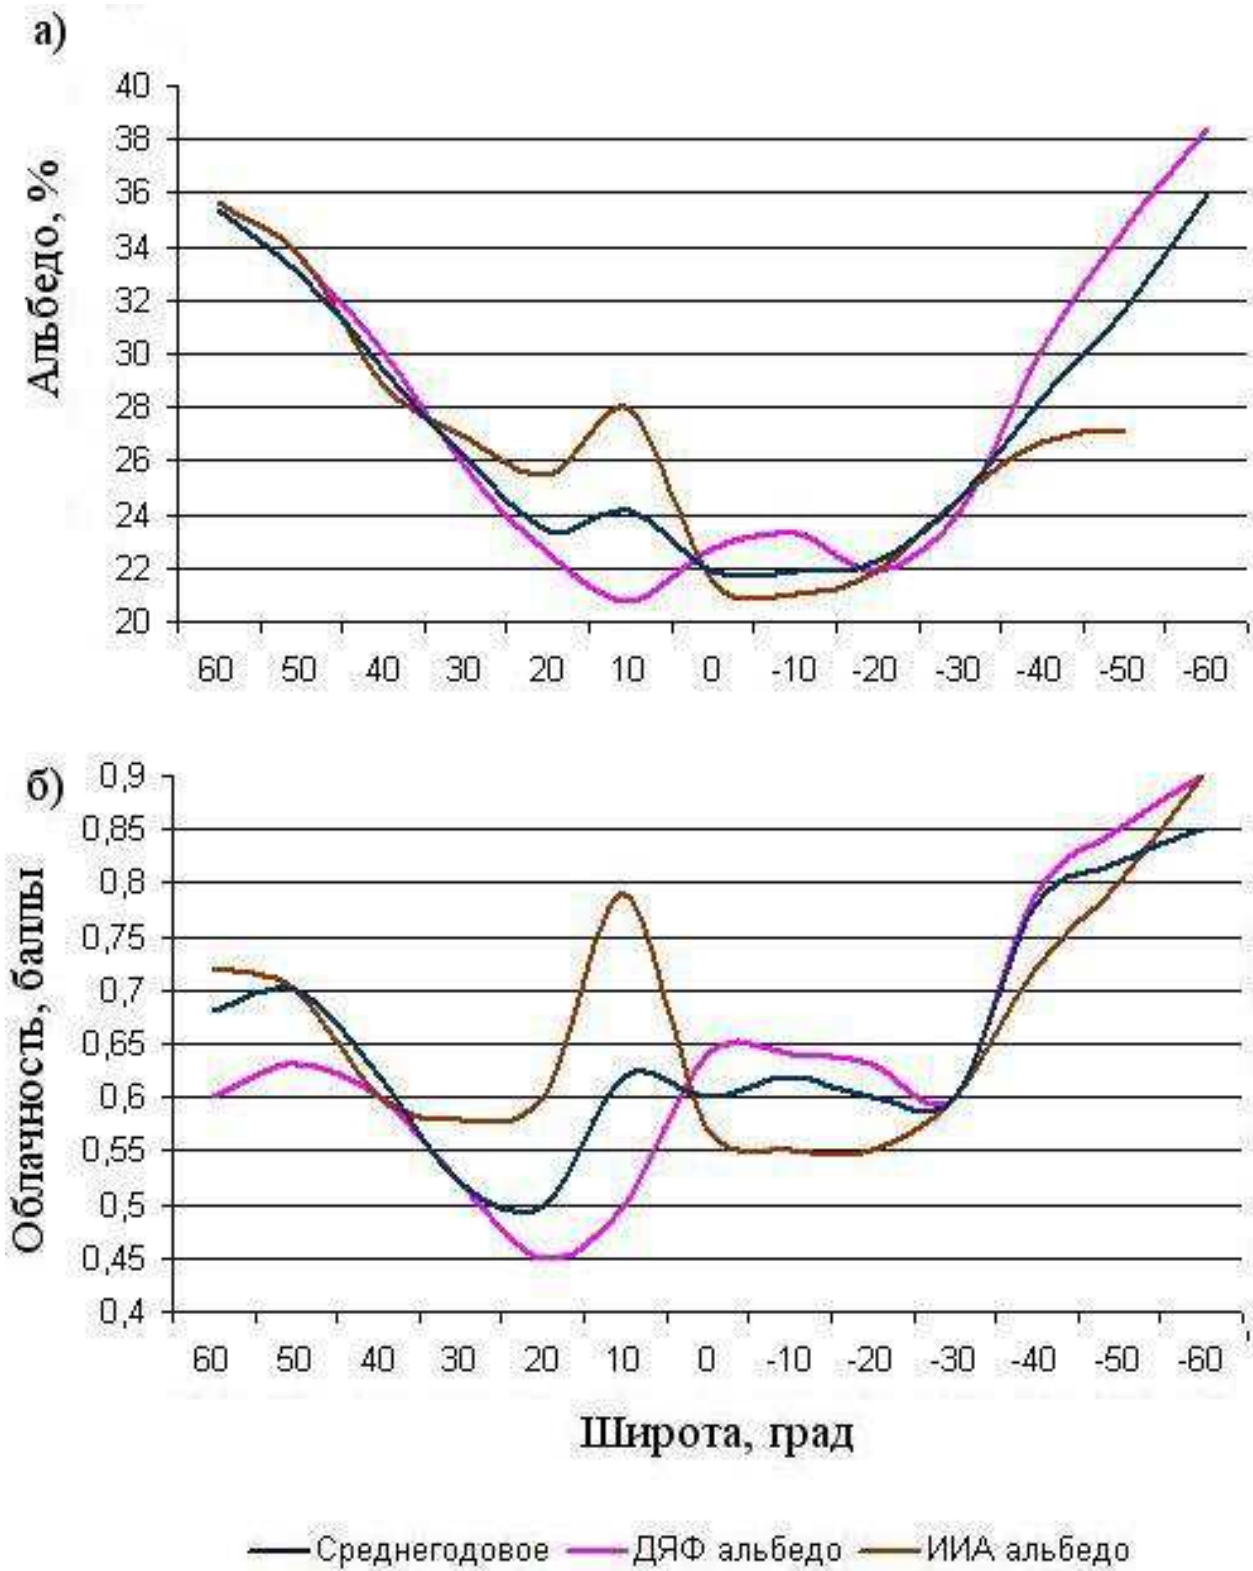 а)
Альбедо, %
40
38
36
34
32
30
28
26
24
22
20
60 50 40 30 20 10 0 -10 -20 -30 -40 -50 -60
б)
Облачность, баллы
0,9
0,85
0,8
0,75
0,7
0,65
0,6
0,55
0,5
0,45
0,4
60 50 40 30 20 10 0 -10 -20 -30 -40 -50 -60
Широта, град
Среднегодовое ДЯФ альбедо ИИА альбедо